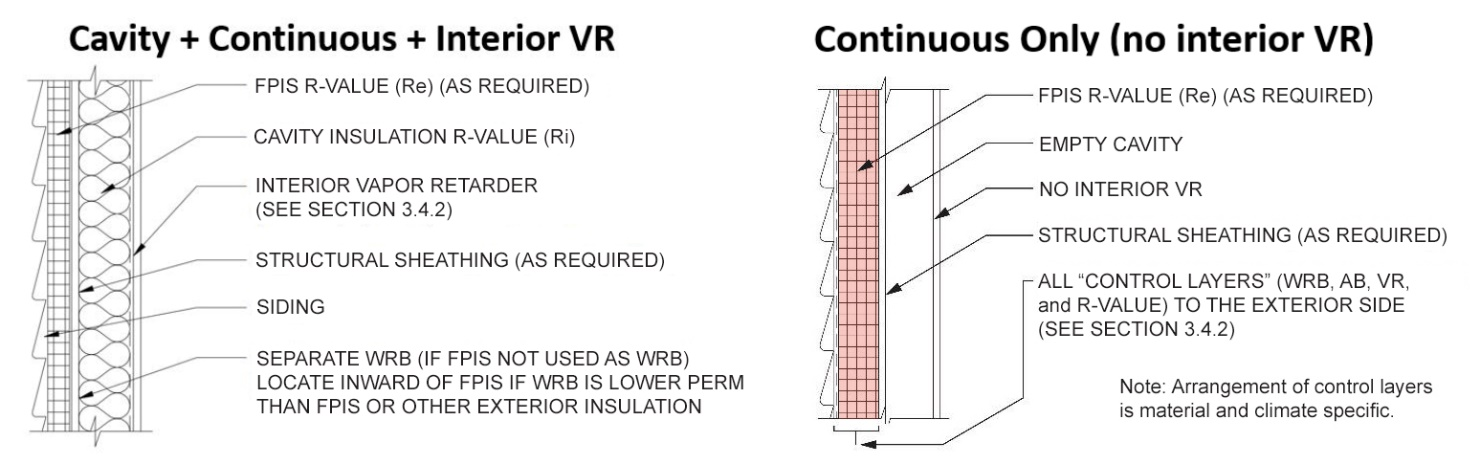 Cavity + Continuous + Interior VR
FPIS R-VALUE (Re) (AS REQUIRED)
CAVITY INSULATION R-VALUE (Ri)
INTERIOR VAPOR RETARDER
(SEE SECTION 3.4.2)
STRUCTURAL SHEATHING (AS REQUIRED)
SIDING
SEPARATE WRB (IF FPIS NOT USED AS WRB)
LOCATE INWARD OF FPIS IF WRB IS LOWER PERM
THAN FPIS OR OTHER EXTERIOR INSULATION
Continuous Only (no interior VR)
FPIS R-VALUE (Re) (AS REQUIRED)
EMPTY CAVITY
NO INTERIOR VR
STRUCTURAL SHEATHING (AS REQUIRED)
ALL “CONTROL LAYERS” (WRB, AB, VR,
and R-VALUE) TO THE EXTERIOR SIDE
(SEE SECTION 3.4.2)
Note: Arrangement of control layers
is material and climate specific.